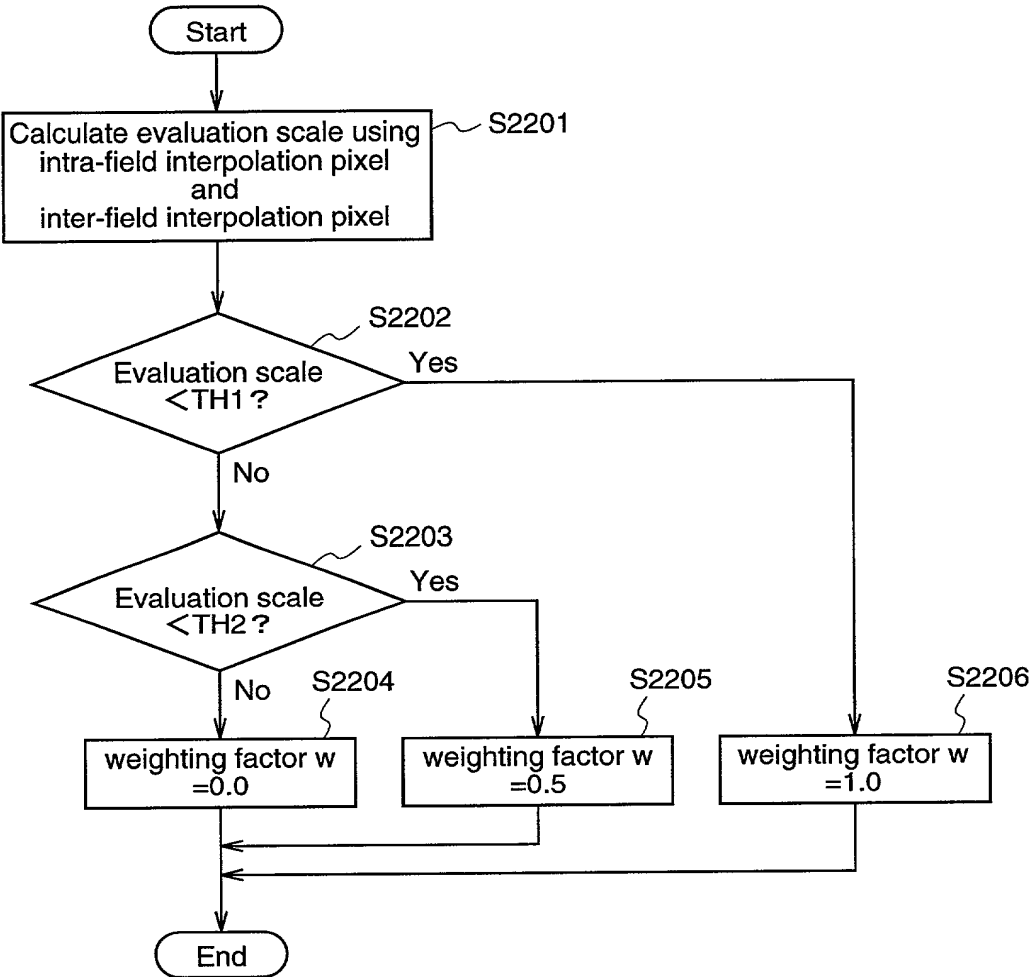 Start
S2201
Calculate evaluation scale using
intra-field interpolation pixel
and
inter-field interpolation pixel
S2202
Evaluation scale
<TH1?
Yes
No
S2203
Evaluation scale
<TH2?
Yes
No
S2204
weighting factor w
=0.0
S2205
weighting factor w
=0.5
S2206
weighting factor w
=1.0
End